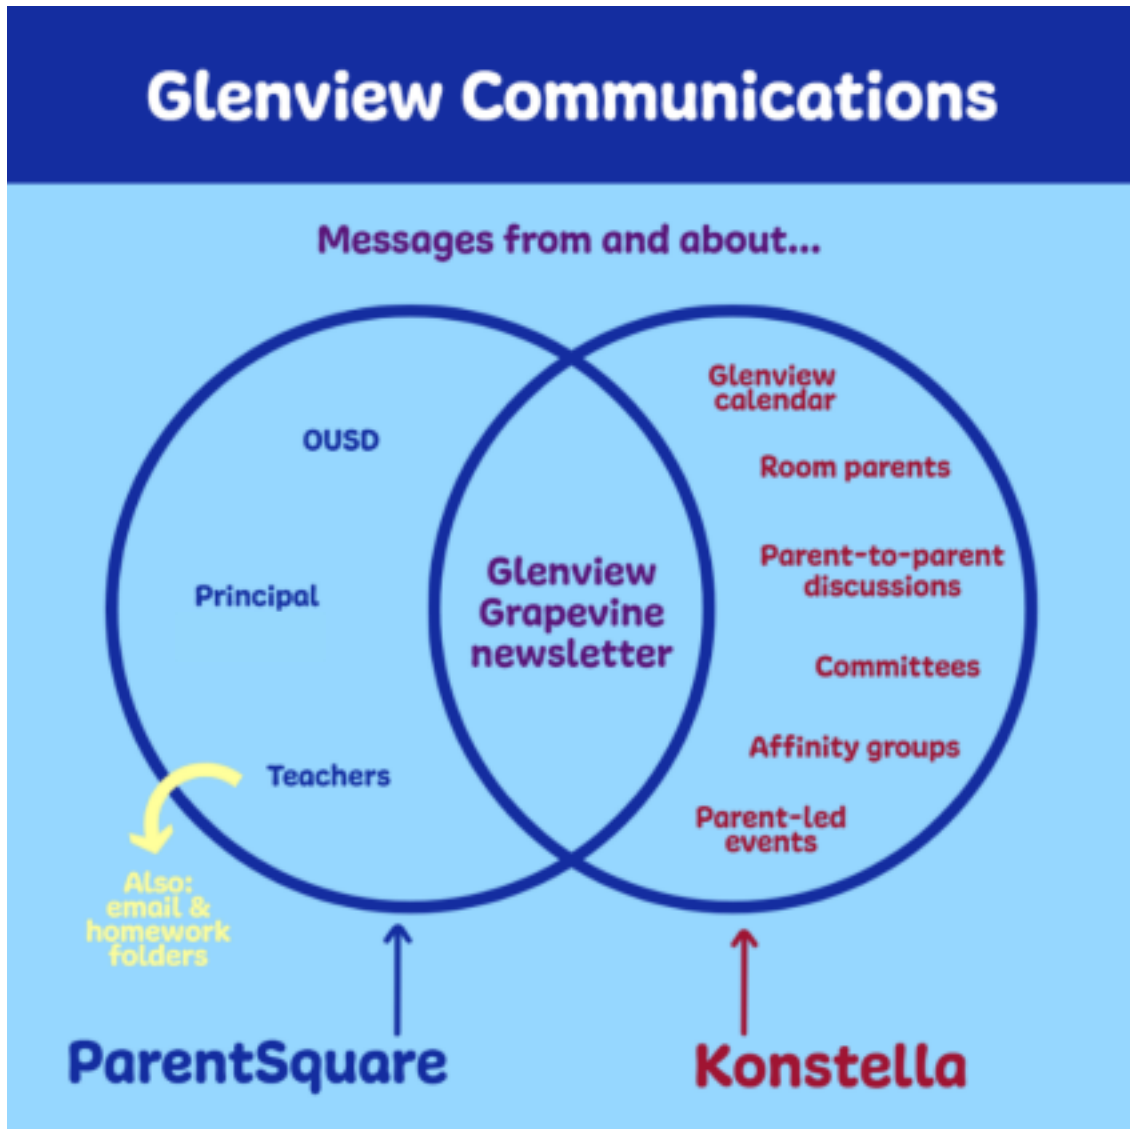 Glenview Communications
Messages from and about...
OUSD
Principal
Teachers
Also:
email &
homework
folders
Glenview
Grapevine
newsletter
Glenview
calendar
Room parents
Parent-to-parent
discussions
Committees
Affinity groups
Parent-led
events
ParentSquare
Konstella